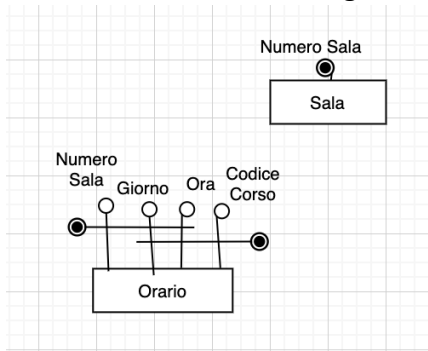 Numero Sala
Sala
Numero
Sala
Giorno
Ora
Codice
Corso
Orario